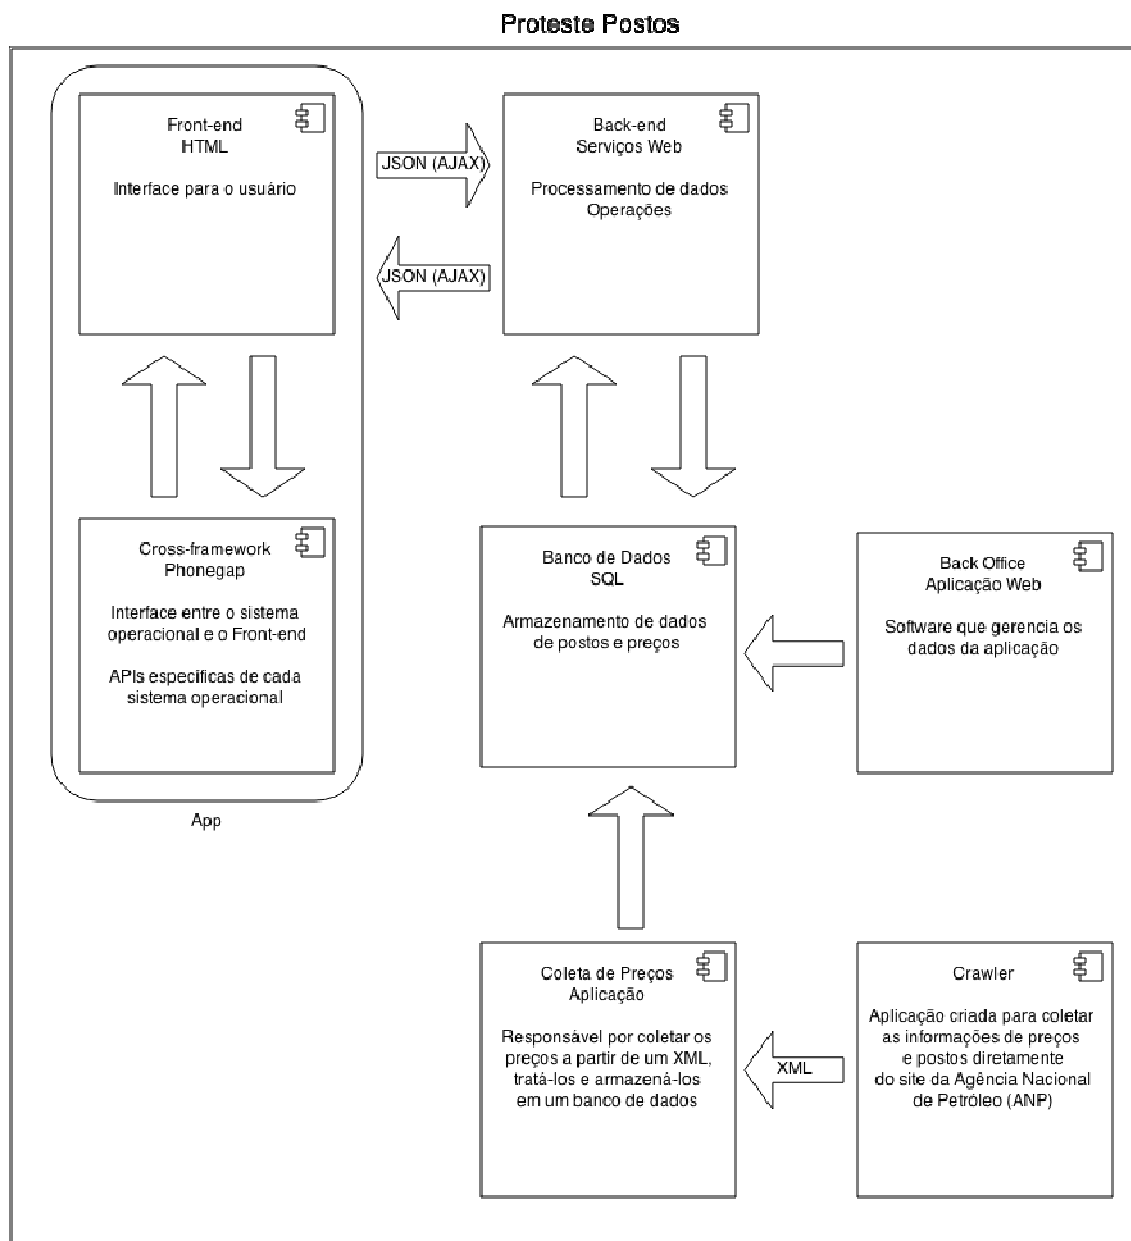 Proteste Postos
Front-end
HTML
Interface para o usuário
JSON (AJAX)
JSON (AJAX)
Back-end
Serviços Web
Processamento de dados
Operações
Cross-framework
Phonegap
Interface entre o sistema
operacional e o Front-end
APIs específicas de cada
sistema operacional
App
Banco de Dados
SQL
Armazenamento de dados
de postos e preços
Back Office
Aplicação Web
Software que gerencia os
dados da aplicação
Coleta de Preços
Aplicação
Responsável por coletar os
preços a partir de um XML,
tratá-los e armazená-los
em um banco de dados
XML
Crawler
Aplicação criada para coletar
as informações de preços
e postos diretamente
do site da Agência Nacional
de Petróleo (ANP)